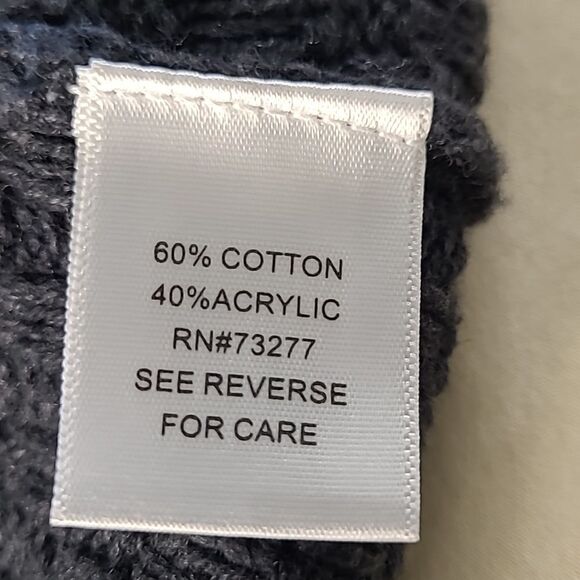 60% COTTON
40%ACRYLIC
RN#73277
SEE REVERSE
FOR CARE